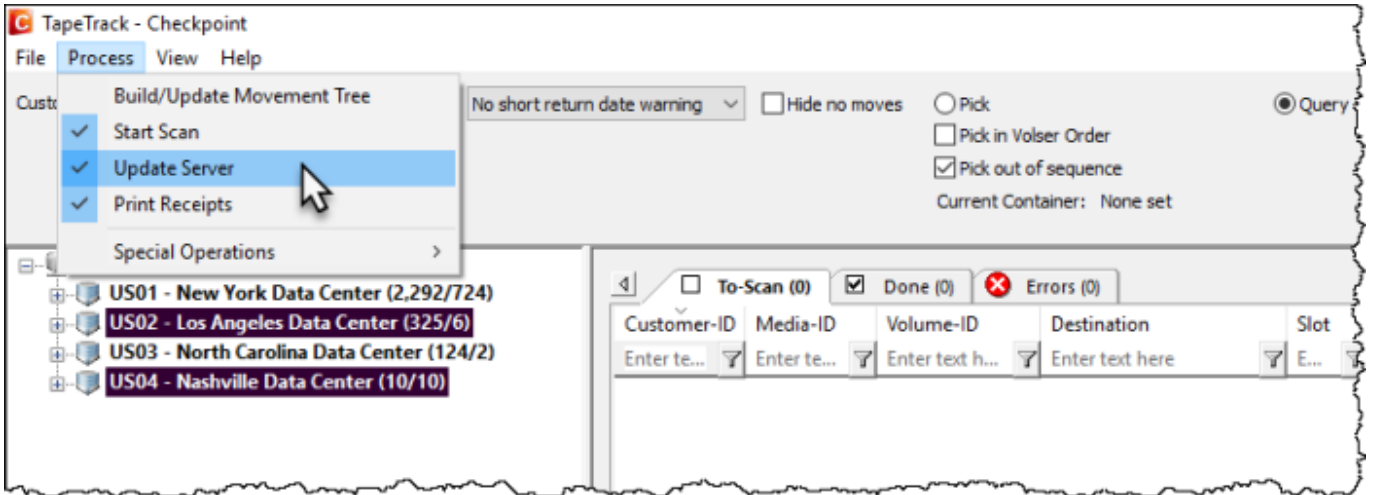 TapeTrack - Checkpoint
File Process View Help
Build/Update Movement Tree
Start Scan
Update Server
Print Receipts
Special Operations
No short return date warning
Hide no moves
Pick
Query
Pick in Volser Order
Pick out of sequence
Current Container: None set
US01 - New York Data Center (2,292/724)
US02 - Los Angeles Data Center (325/6)
US03 - North Carolina Data Center (124/2)
US04 - Nashville Data Center (10/10)
To-Scan (0) Done (0) Errors (0)
Customer-ID Media-ID Volume-ID Destination Slot
Enter te... Enter te... Enter text h... Enter text here E...